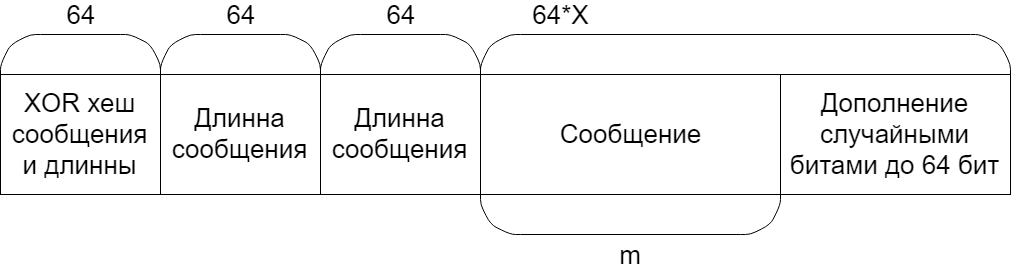 64 64 64 64*X
XOR хеш
сообщения
и длинны
Длинна
сообщения
Длинна
сообщения
Сообщение
Дополнение
случайными
битами до 64 бит
m